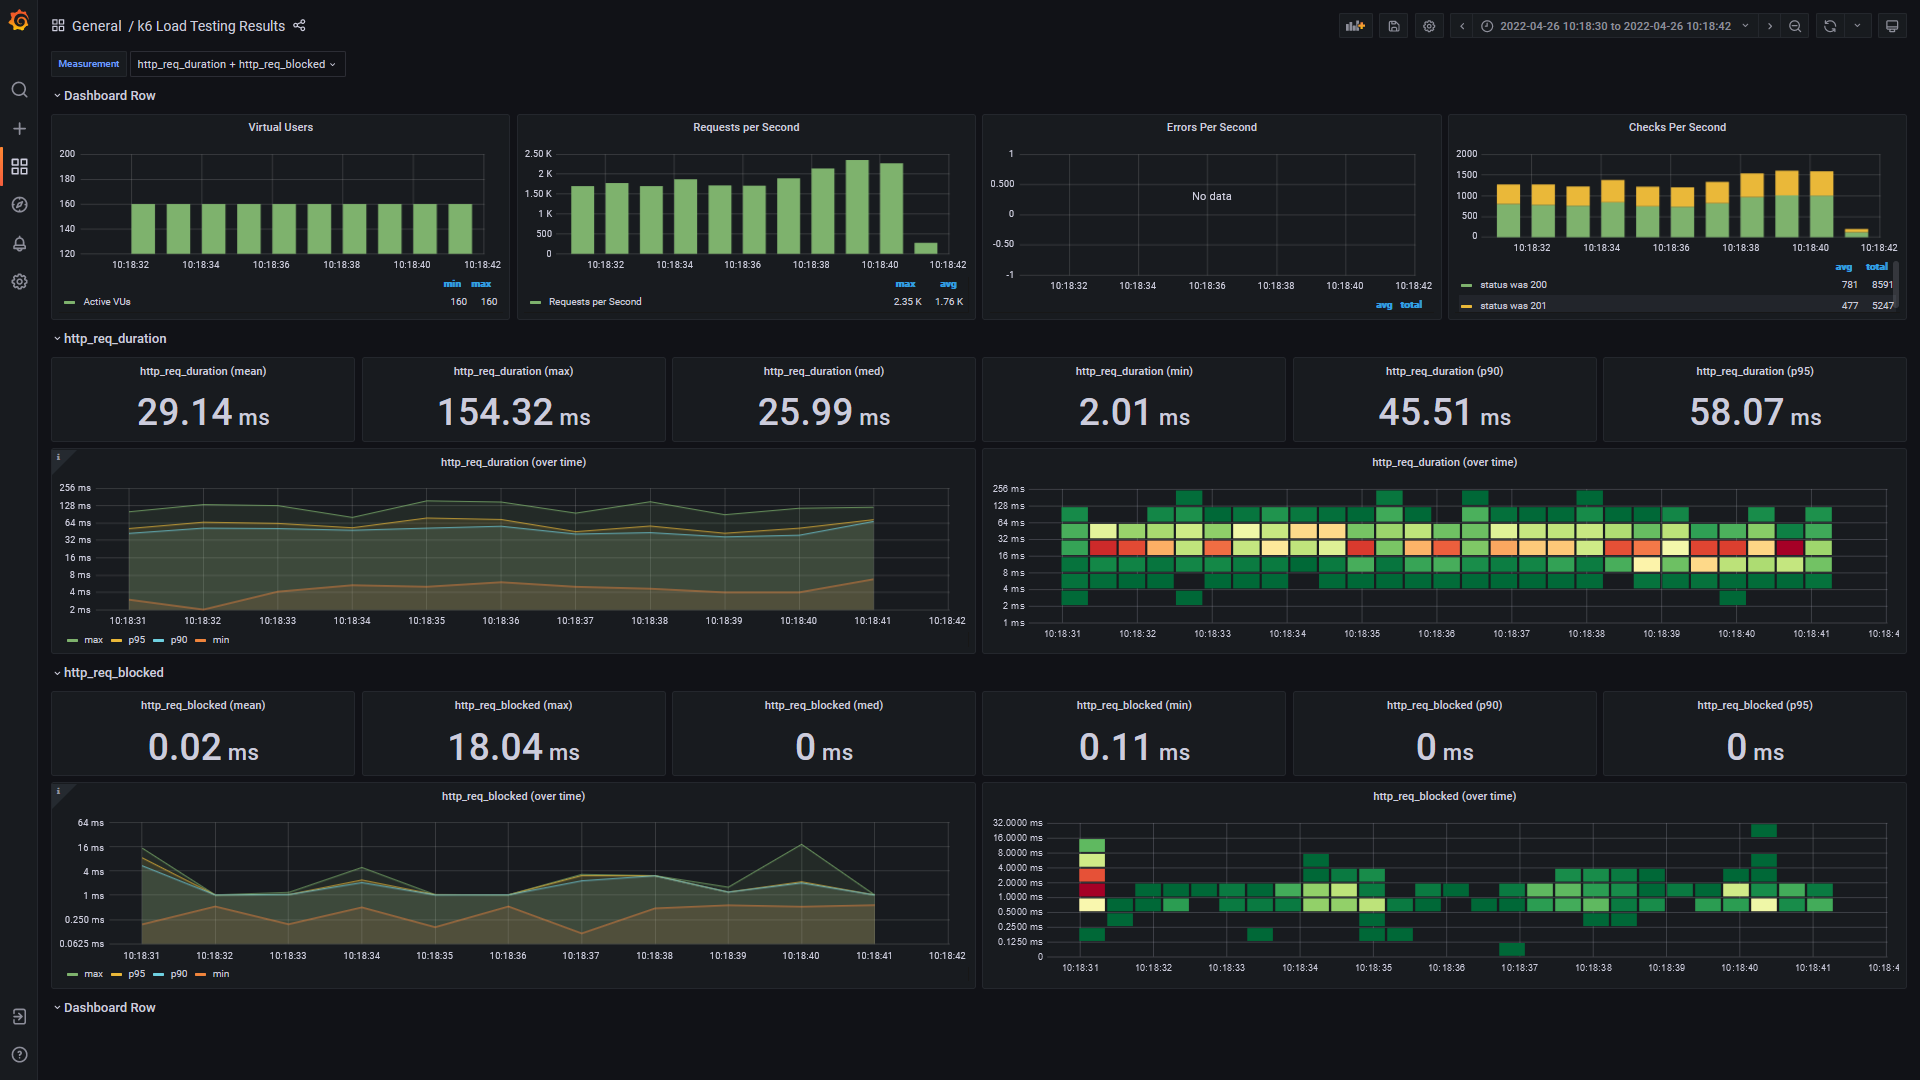 General / k6 Load Testing Results
2022-04-26 10:18:30 to 2022-04-26 10:18:42
Measurement http_req_duration + http_req_blocked
Dashboard Row
Virtual Users
200
180
160
140
120
10:18:32 10:18:34 10:18:36 10:18:38 10:18:40 10:18:42
min max
Active VUs 160 160
Requests per Second
2.50 K
2 K
1.50 K
1 K
500
0
10:18:32 10:18:34 10:18:36 10:18:38 10:18:40 10:18:42
max avg
Requests per Second 2.35 K 1.76 K
Errors Per Second
1
0.500
0
-0.50
-1
No data
10:18:32 10:18:34 10:18:36 10:18:38 10:18:40 10:18:42
avg total
Checks Per Second
2000
1500
1000
500
0
10:18:32 10:18:34 10:18:36 10:18:38 10:18:40 10:18:42
avg total
status was 200 781 8591
status was 201 477 5247
http_req_duration
http_req_duration (mean)
29.14 ms
http_req_duration (max)
154.32 ms
http_req_duration (med)
25.99 ms
http_req_duration (min)
2.01 ms
http_req_duration (p90)
45.51 ms
http_req_duration (p95)
58.07 ms
http_req_duration (over time)
256 ms
128 ms
64 ms
32 ms
16 ms
8 ms
4 ms
2 ms
10:18:31 10:18:32 10:18:33 10:18:34 10:18:35 10:18:36 10:18:37 10:18:38 10:18:39 10:18:40 10:18:41 10:18:42
max p95 p90 min
http_req_duration (over time)
256 ms
128 ms
64 ms
32 ms
16 ms
8 ms
4 ms
2 ms
1 ms
10:18:31 10:18:32 10:18:33 10:18:34 10:18:35 10:18:36 10:18:37 10:18:38 10:18:39 10:18:40 10:18:41 10:18:4
http_req_blocked
http_req_blocked (mean)
0.02 ms
http_req_blocked (max)
18.04 ms
http_req_blocked (med)
0 ms
http_req_blocked (min)
0.11 ms
http_req_blocked (p90)
0 ms
http_req_blocked (p95)
0 ms
http_req_blocked (over time)
64 ms
16 ms
4 ms
1 ms
0.250 ms
0.0625 ms
10:18:31 10:18:32 10:18:33 10:18:34 10:18:35 10:18:36 10:18:37 10:18:38 10:18:39 10:18:40 10:18:41 10:18:42
max p95 p90 min
http_req_blocked (over time)
32.0000 ms
16.0000 ms
8.0000 ms
4.0000 ms
2.0000 ms
1.0000 ms
0.5000 ms
0.2500 ms
0.1250 ms
0
10:18:31 10:18:32 10:18:33 10:18:34 10:18:35 10:18:36 10:18:37 10:18:38 10:18:39 10:18:40 10:18:41 10:18:4
Dashboard Row